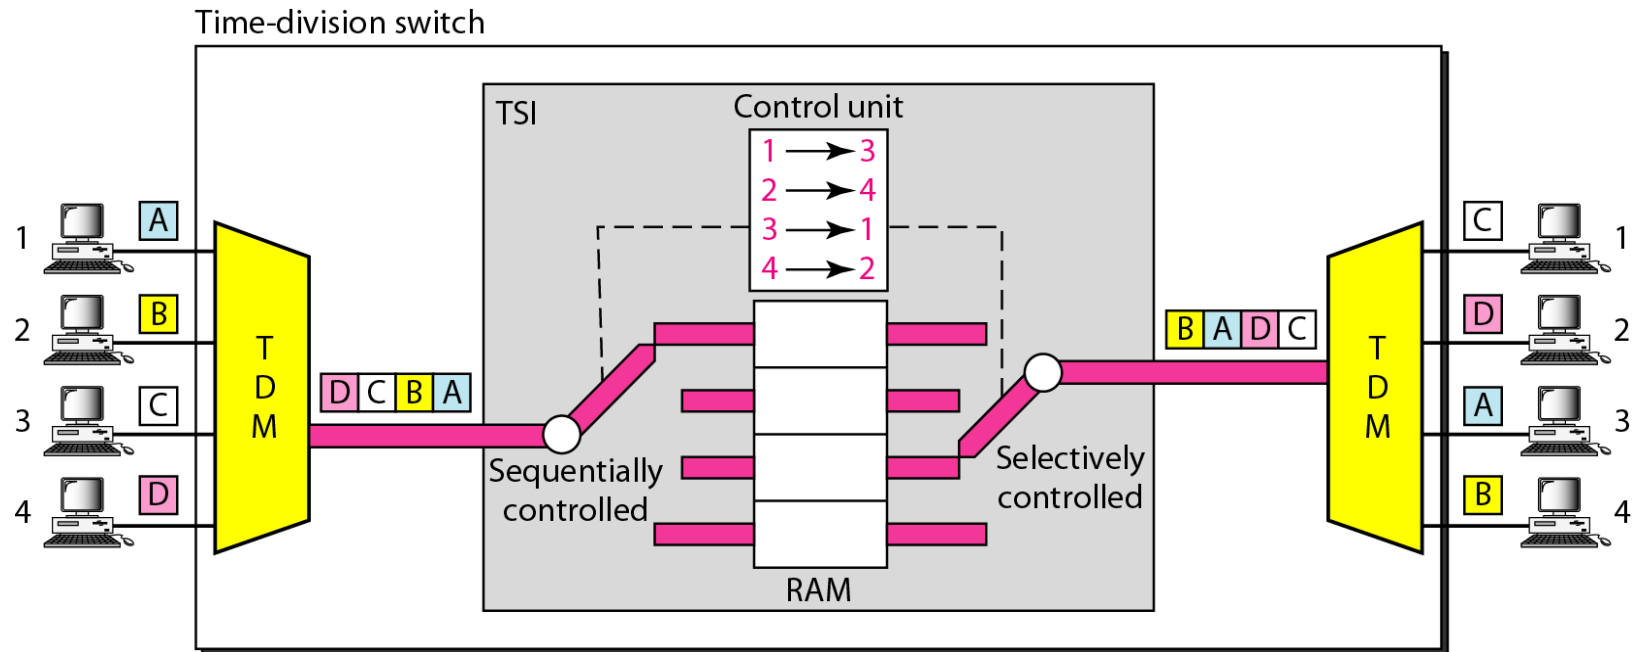 Time-division switch
TSI
Control unit
1 → 3
2 → 4
3 → 1
4 → 2
1 A
2 B
3 C
4 D
T
D
M
D C B A
Sequentially
controlled
RAM
Selectively
controlled
B A D C
T
D
M
C 1
D 2
A 3
B 4